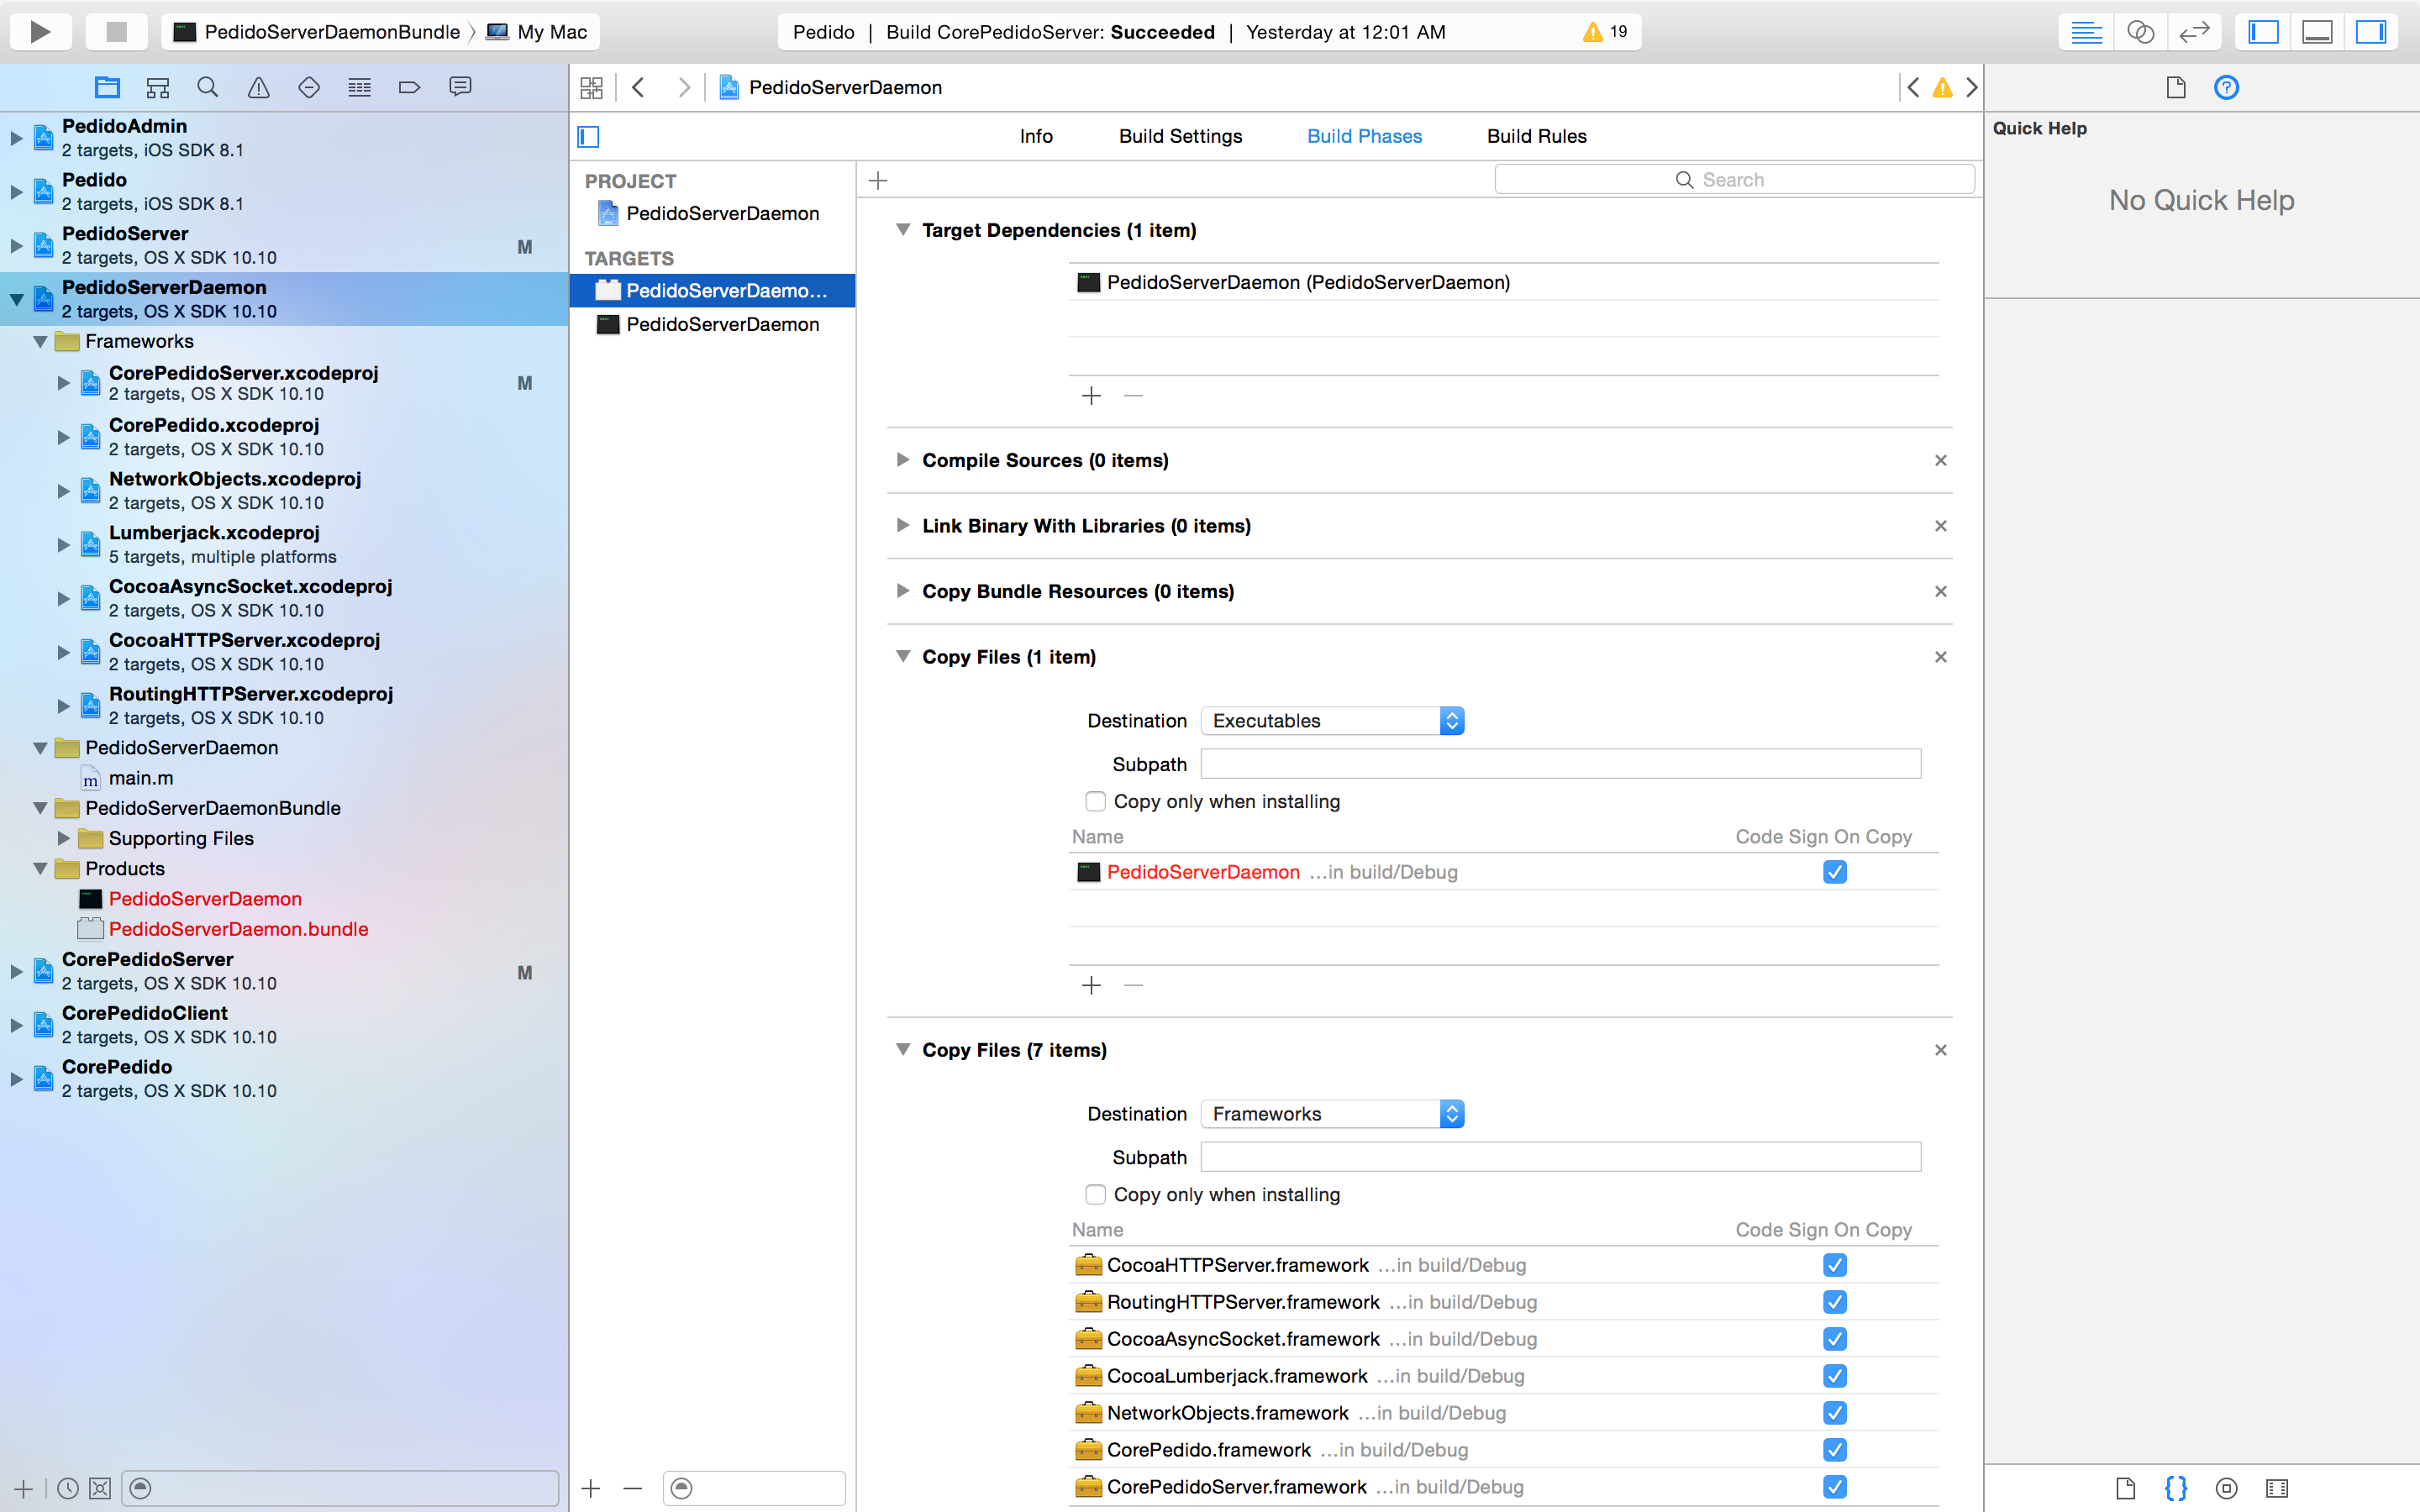 PedidoServerDaemonBundle My Mac
Pedido | Build CorePedidoServer: Succeeded | Yesterday at 12:01 AM 19
PedidoServerDaemon
PedidoAdmin
2 targets, iOS SDK 8.1
Pedido
2 targets, iOS SDK 8.1
PedidoServer M
2 targets, OS X SDK 10.10
PedidoServerDaemon
2 targets, OS X SDK 10.10
Frameworks
CorePedidoServer.xcodeproj M
2 targets, OS X SDK 10.10
CorePedido.xcodeproj
2 targets, OS X SDK 10.10
NetworkObjects.xcodeproj
2 targets, OS X SDK 10.10
Lumberjack.xcodeproj
5 targets, multiple platforms
CocoaAsyncSocket.xcodeproj
2 targets, OS X SDK 10.10
CocoaHTTPServer.xcodeproj
2 targets, OS X SDK 10.10
RoutingHTTPServer.xcodeproj
2 targets, OS X SDK 10.10
PedidoServerDaemon
m main.m
PedidoServerDaemonBundle
Supporting Files
Products
PedidoServerDaemon
PedidoServerDaemon.bundle
CorePedidoServer M
2 targets, OS X SDK 10.10
CorePedidoClient
2 targets, OS X SDK 10.10
CorePedido
2 targets, OS X SDK 10.10
Info Build Settings Build Phases Build Rules
PROJECT
PedidoServerDaemon
TARGETS
PedidoServerDaemo...
PedidoServerDaemon
Search
Target Dependencies (1 item)
PedidoServerDaemon (PedidoServerDaemon)
Compile Sources (0 items)
Link Binary With Libraries (0 items)
Copy Bundle Resources (0 items)
Copy Files (1 item)
Destination Executables
Subpath
Copy only when installing
Name Code Sign On Copy
PedidoServerDaemon ...in build/Debug
Copy Files (7 items)
Destination Frameworks
Subpath
Copy only when installing
Name Code Sign On Copy
CocoaHTTPServer.framework ...in build/Debug
RoutingHTTPServer.framework ...in build/Debug
CocoaAsyncSocket.framework ...in build/Debug
CocoaLumberjack.framework ...in build/Debug
NetworkObjects.framework ...in build/Debug
CorePedido.framework ...in build/Debug
CorePedidoServer.framework ...in build/Debug
Quick Help
No Quick Help